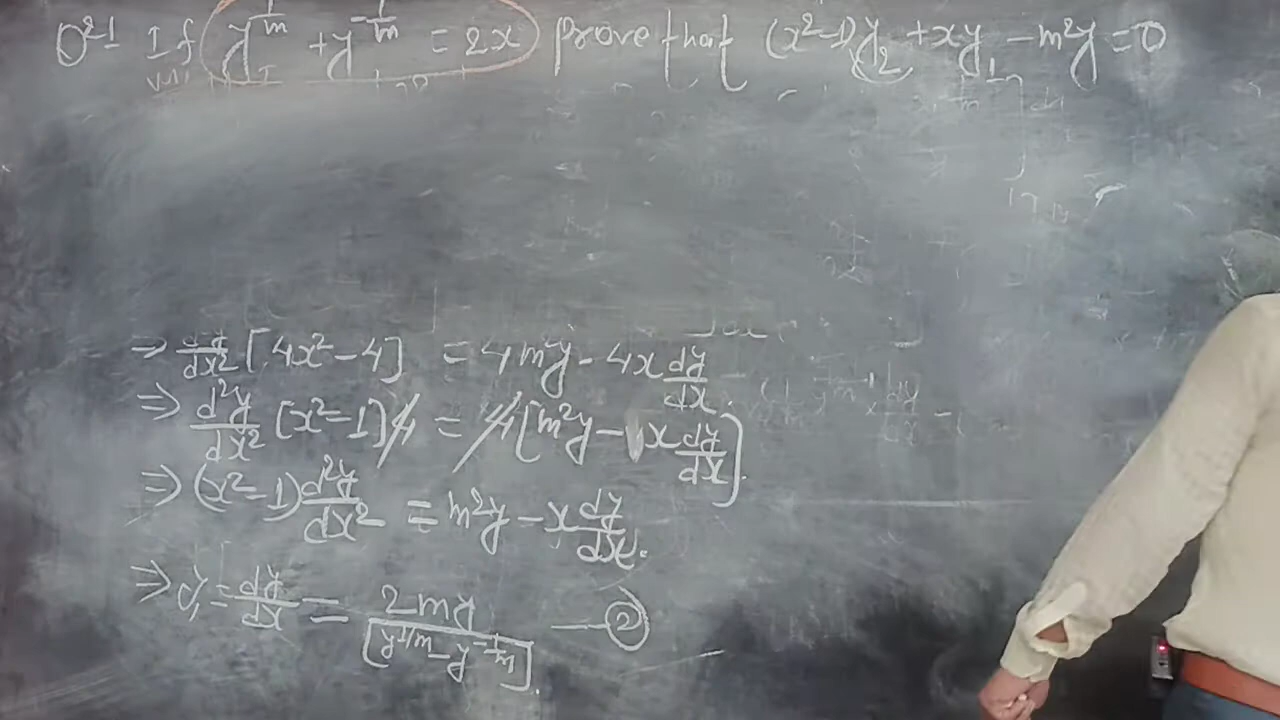 Q21 If y^{1/m} + y^{-1/m} = 2x prove that (x²-1)y₂ + xy₁ - m²y = 0
⇒ d²y/dx² [4x²-4] = 4m²y - 4x dy/dx.
⇒ d²y/dx² [x²-1]4 = 4[m²y - x dy/dx].
⇒ (x²-1) d²y/dx² = m²y - x dy/dx.
⇒ y₁ = dy/dx = 2my/[y^{1/m} - y^{-1/m}]. — ②